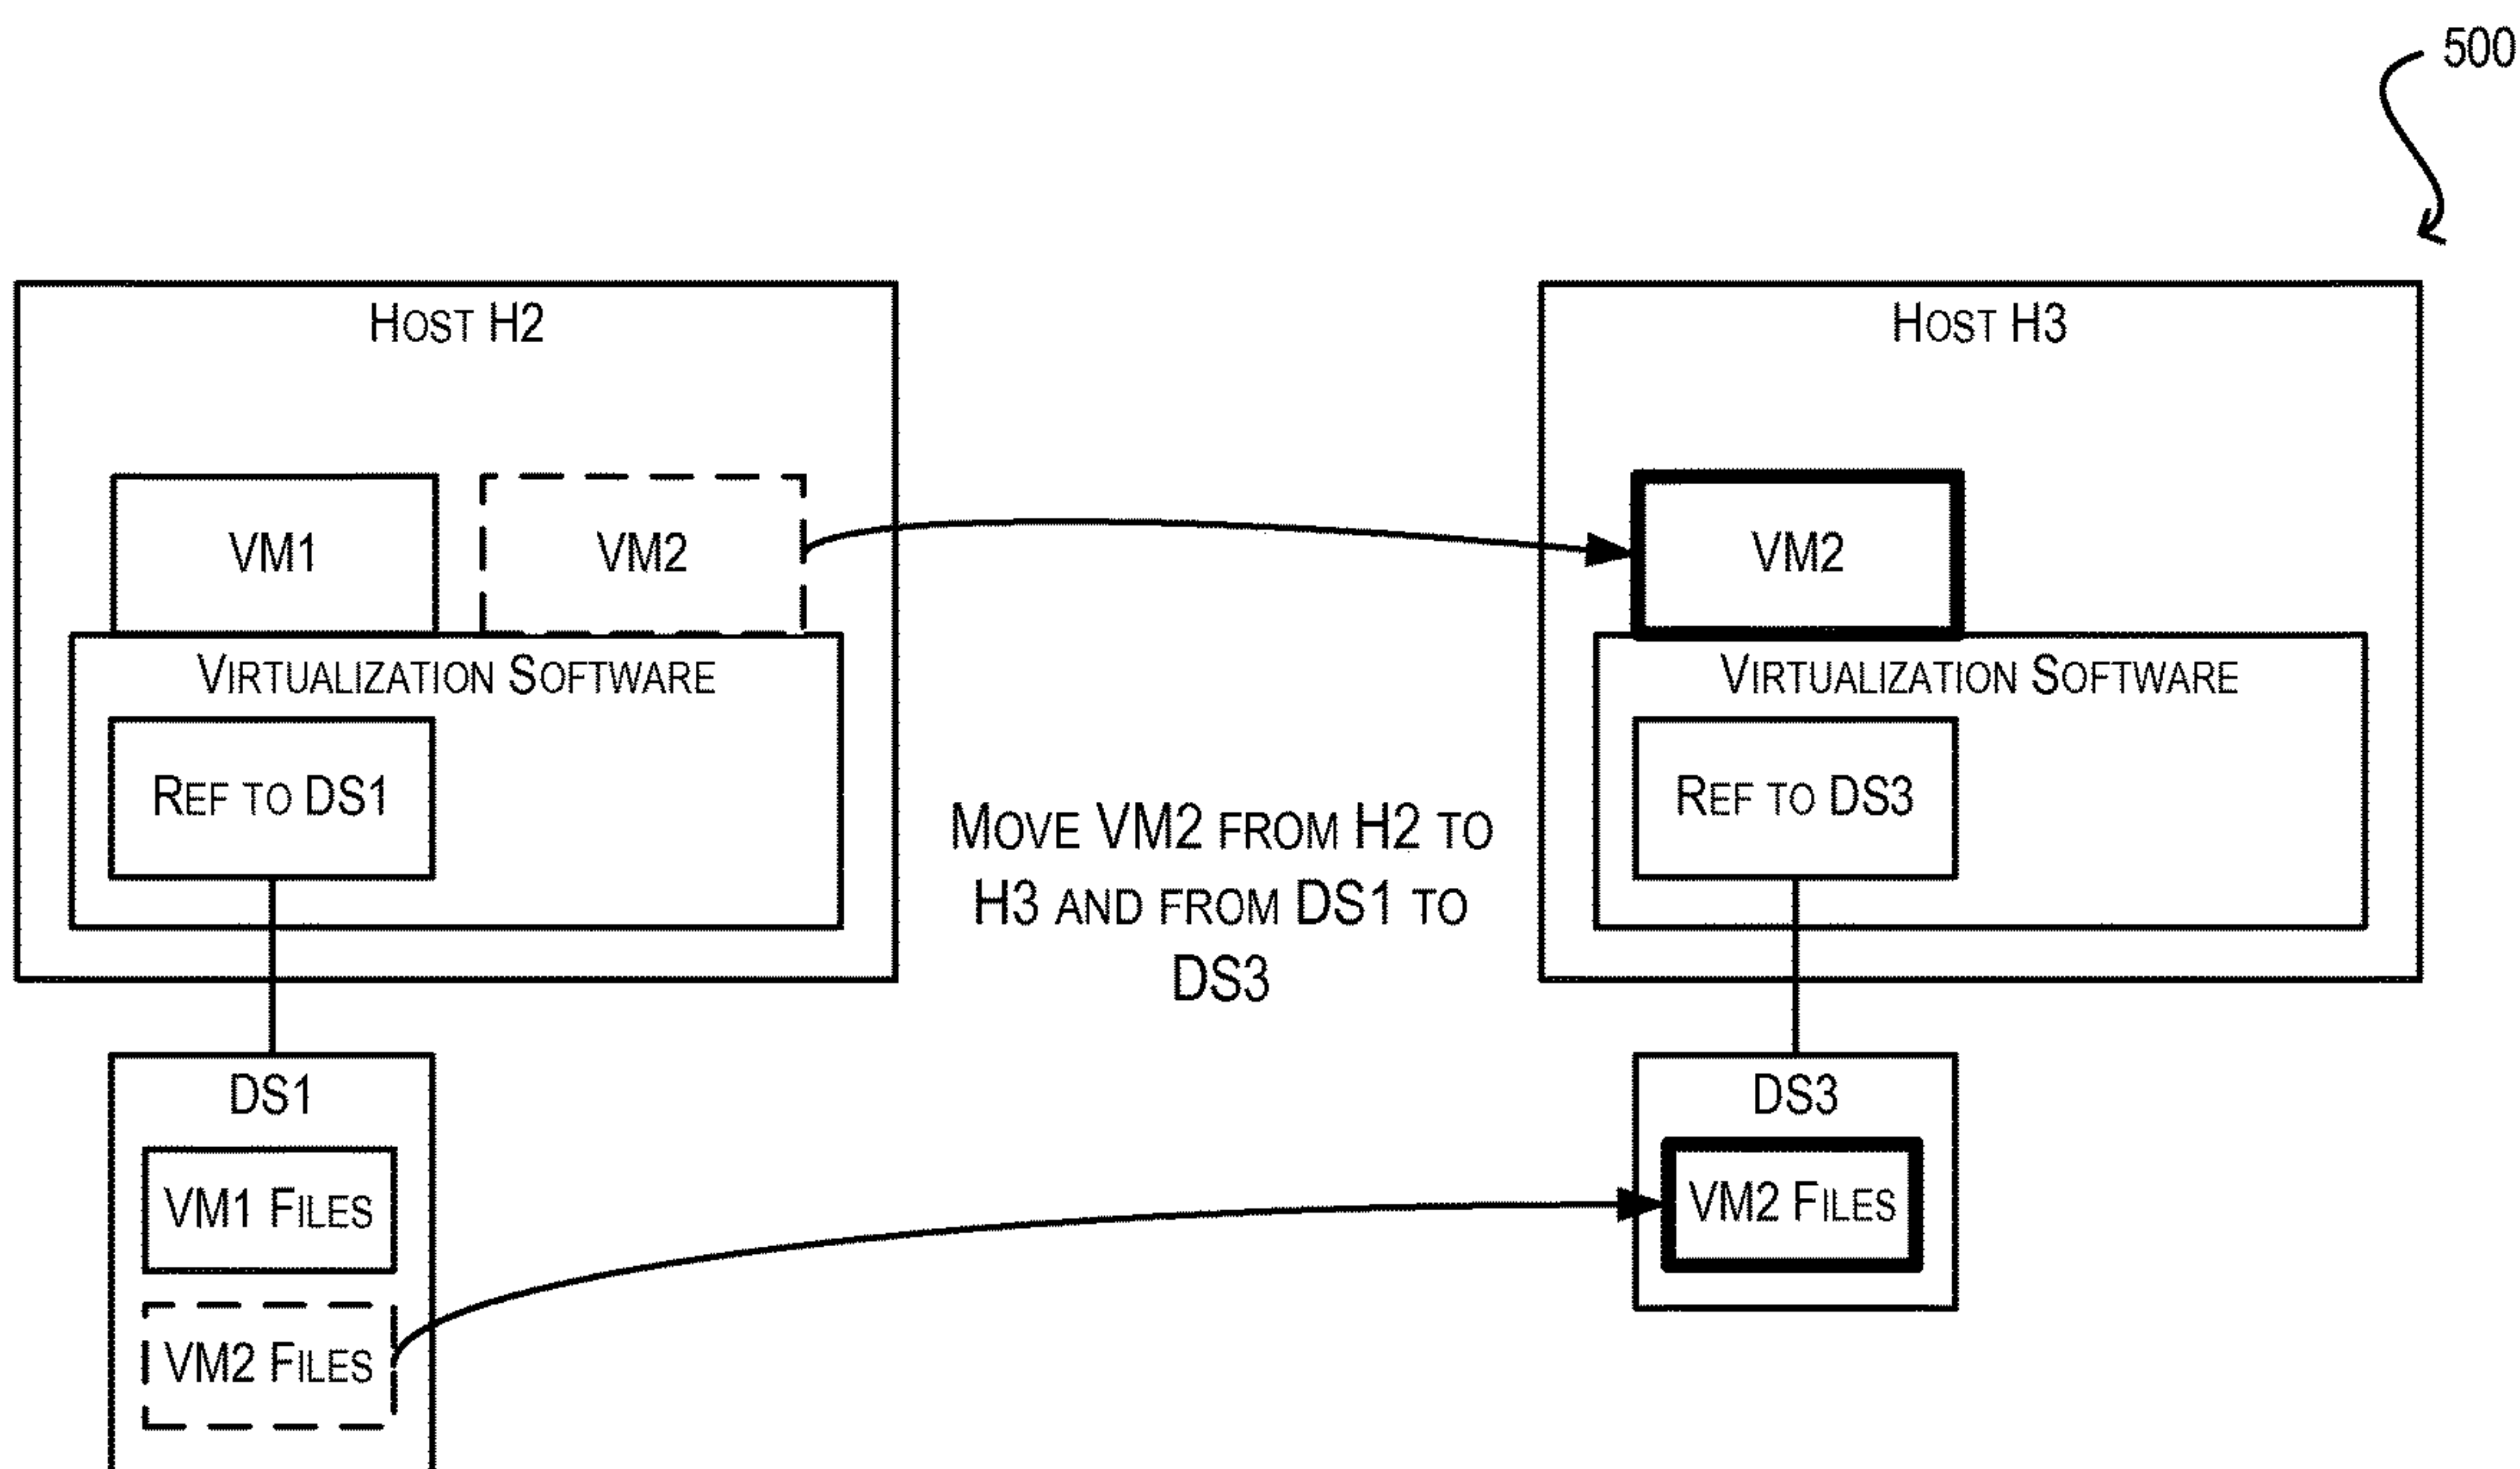 500
Host H2
Host H3
VM1
VM2
VM2
Virtualization Software
Virtualization Software
Ref to DS1
Ref to DS3
Move VM2 from H2 to
H3 and from DS1 to
DS3
DS1
DS3
VM1 Files
VM2 Files
VM2 Files